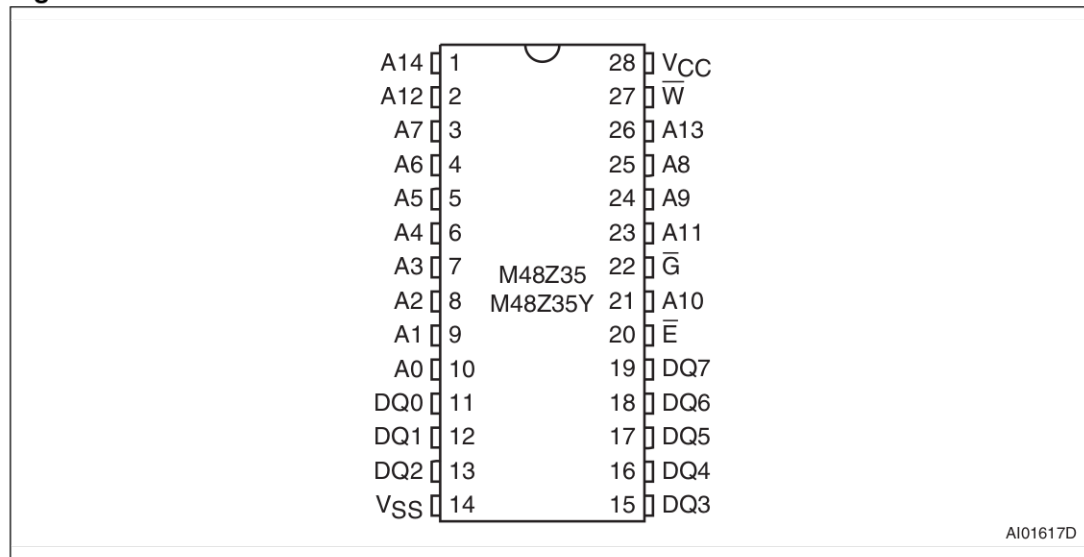 A14 1 28 VCC
A12 2 27 W̅
A7 3 26 A13
A6 4 25 A8
A5 5 24 A9
A4 6 23 A11
A3 7 22 G̅
A2 8 21 A10
A1 9 20 E̅
A0 10 19 DQ7
DQ0 11 18 DQ6
DQ1 12 17 DQ5
DQ2 13 16 DQ4
VSS 14 15 DQ3
M48Z35
M48Z35Y
AI01617D